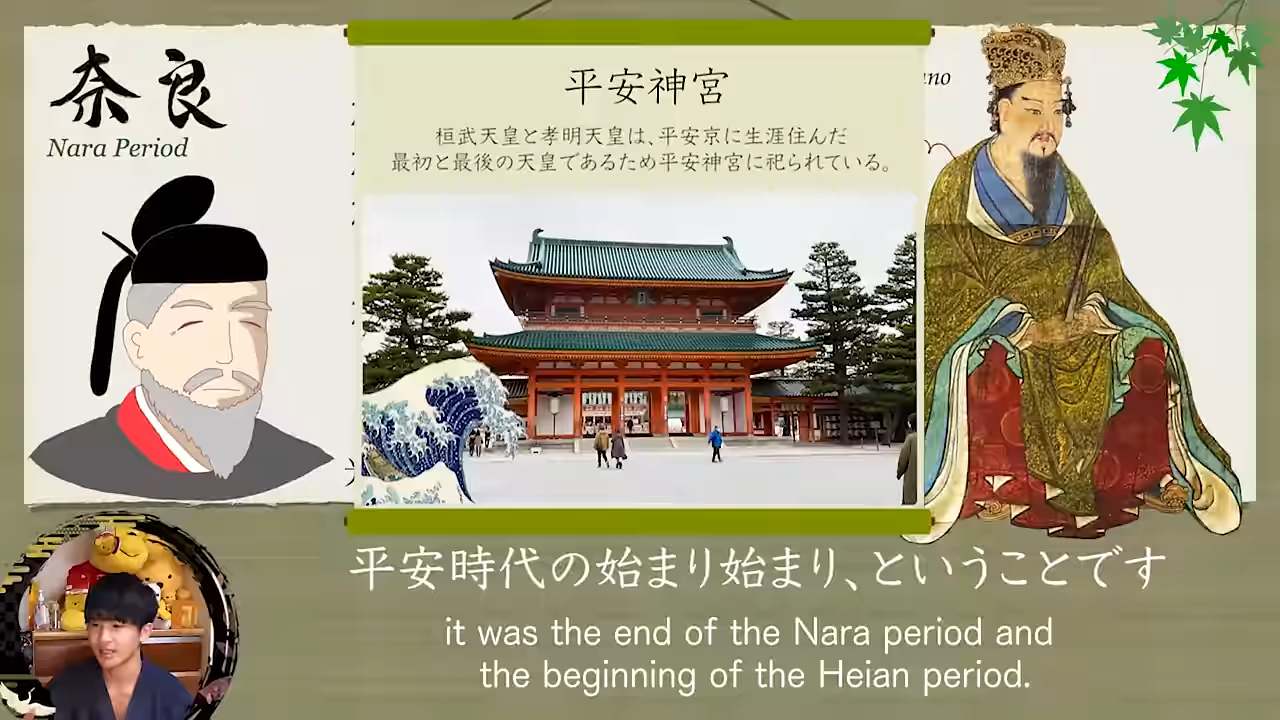 奈良
Nara Period
平安神宮
桓武天皇と孝明天皇は、平安京に生涯住んだ
最初と最後の天皇であるため平安神宮に祀られている。
平安時代の始まり始まり、ということです
it was the end of the Nara period and
the beginning of the Heian period.